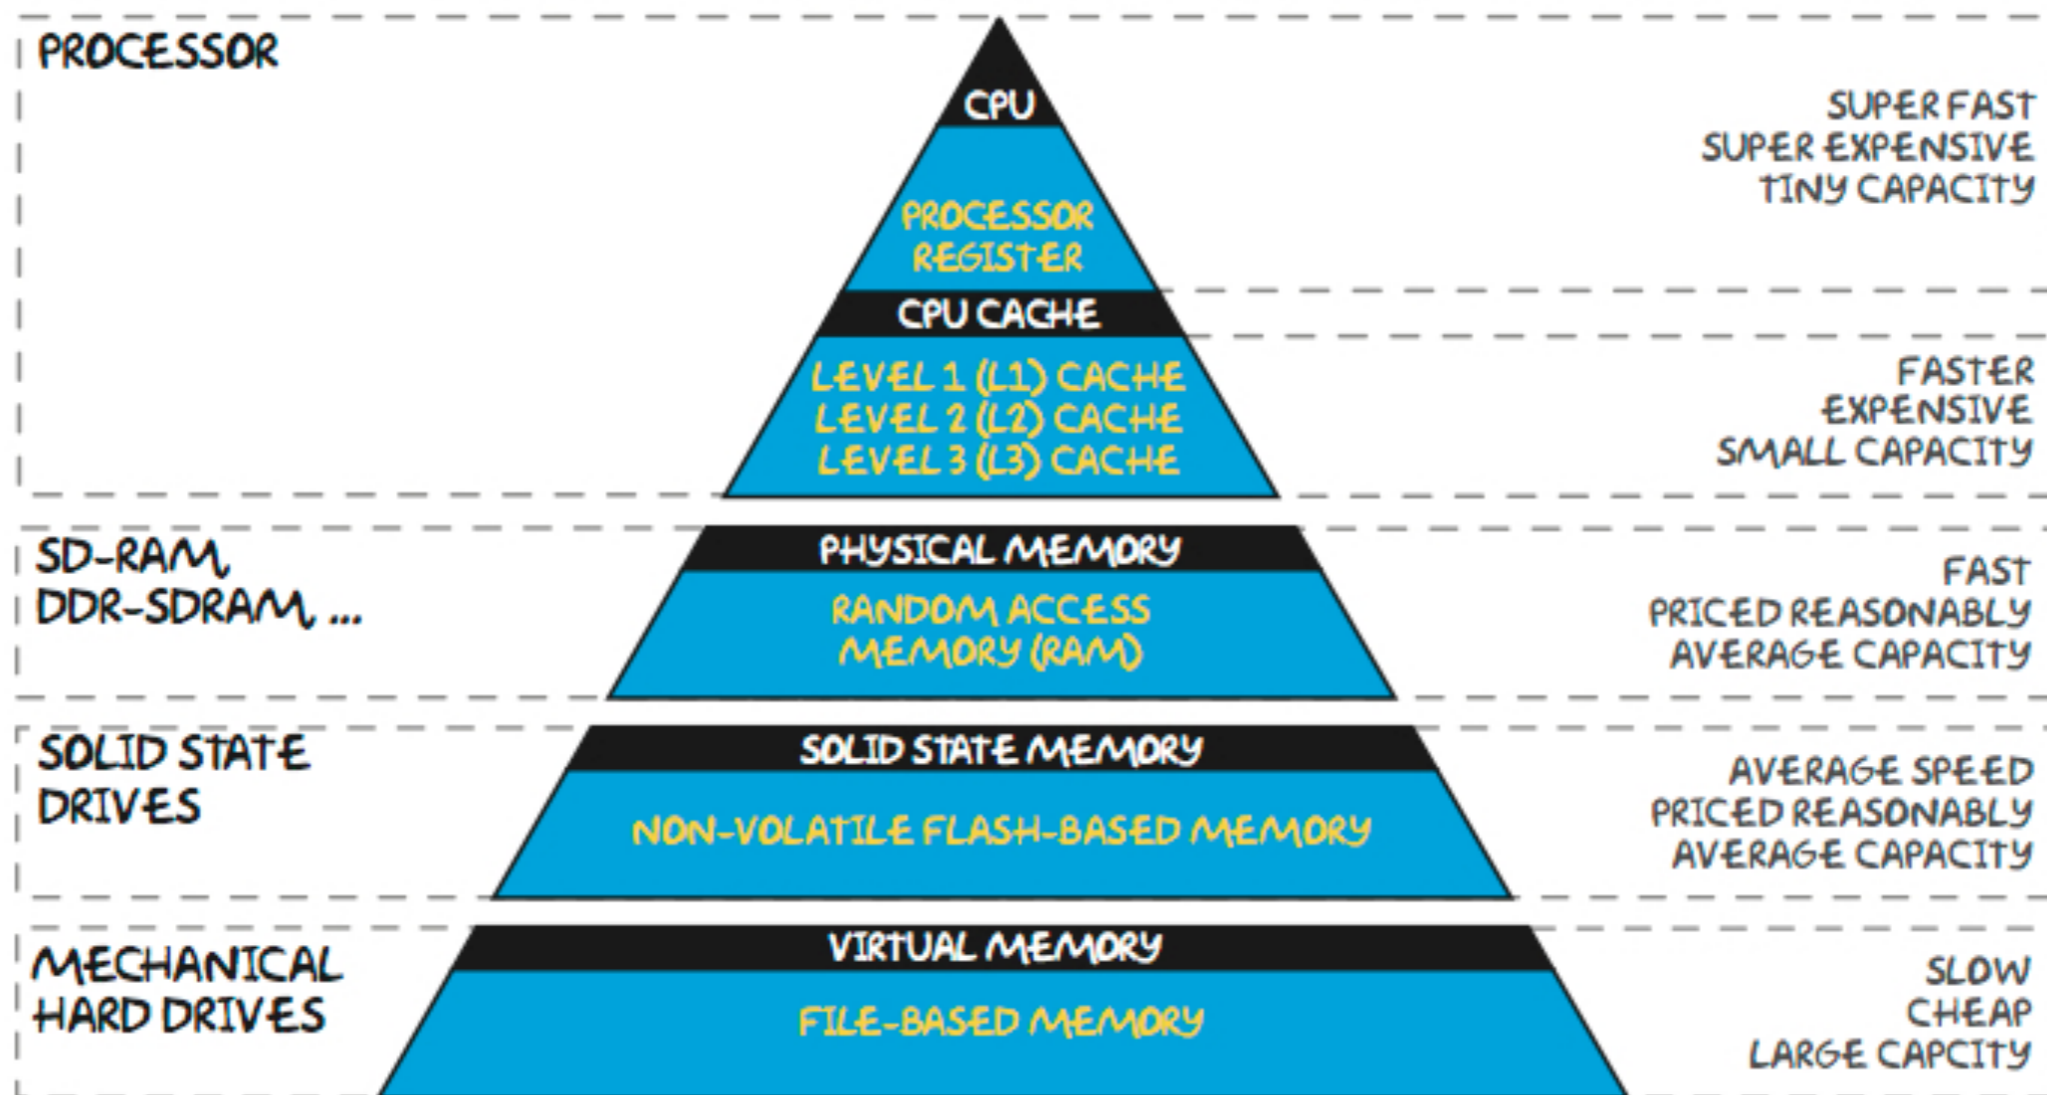 PROCESSOR
CPU
SUPER FAST
SUPER EXPENSIVE
TINY CAPACITY
PROCESSOR
REGISTER
CPU CACHE
LEVEL 1 (L1) CACHE
LEVEL 2 (L2) CACHE
LEVEL 3 (L3) CACHE
FASTER
EXPENSIVE
SMALL CAPACITY
SD-RAM,
DDR-SDRAM, ...
PHYSICAL MEMORY
RANDOM ACCESS
MEMORY (RAM)
FAST
PRICED REASONABLY
AVERAGE CAPACITY
SOLID STATE
DRIVES
SOLID STATE MEMORY
NON-VOLATILE FLASH-BASED MEMORY
AVERAGE SPEED
PRICED REASONABLY
AVERAGE CAPACITY
MECHANICAL
HARD DRIVES
VIRTUAL MEMORY
FILE-BASED MEMORY
SLOW
CHEAP
LARGE CAPCITY